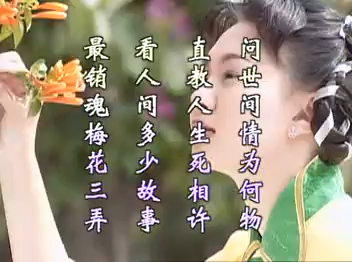 问世间情为何物
直教人生死相许
看人间多少故事
最销魂梅花三弄